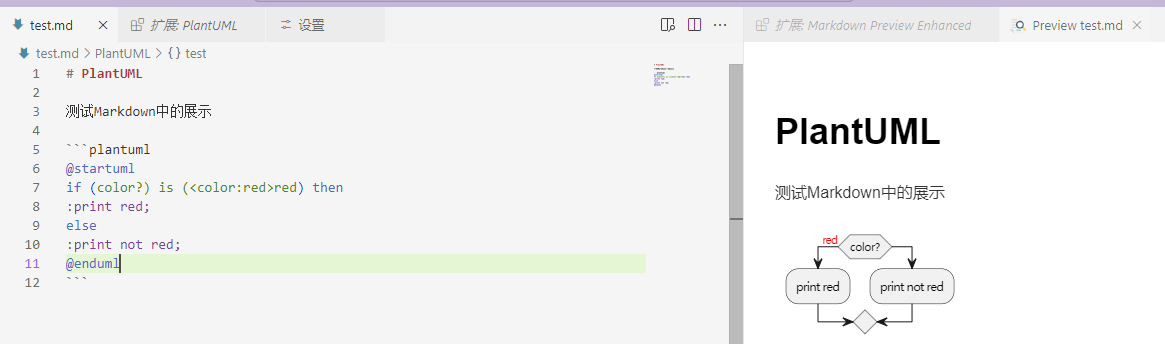 test.md
扩展: PlantUML
设置
扩展: Markdown Preview Enhanced
Preview test.md
test.md > PlantUML > {} test
1 # PlantUML
2
3 测试Markdown中的展示
4
5 ```plantuml
6 @startuml
7 if (color?) is (<color:red>red) then
8 :print red;
9 else
10 :print not red;
11 @enduml
12 ```
PlantUML
测试Markdown中的展示
red
color?
print red
print not red